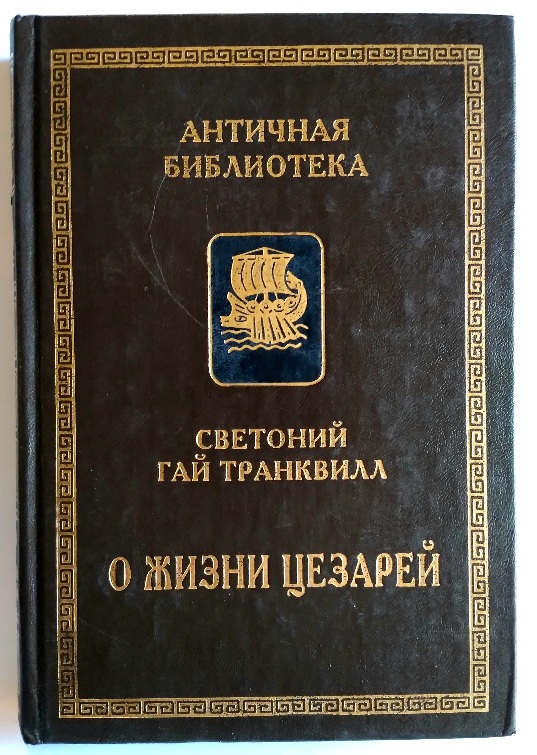 АНТИЧНАЯ
БИБЛИОТЕКА
СВЕТОНИЙ
ГАЙ ТРАНКВИЛЛ
О ЖИЗНИ ЦЕЗАРЕЙ